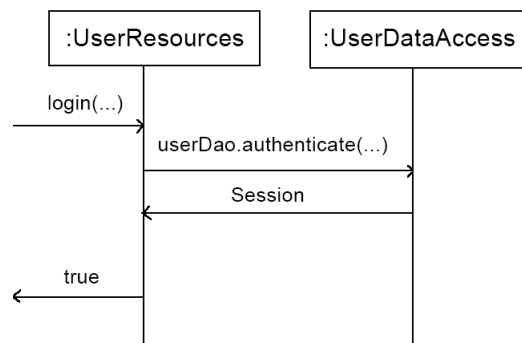 :UserResources
:UserDataAccess
login(...)
userDao.authenticate(...)
Session
true